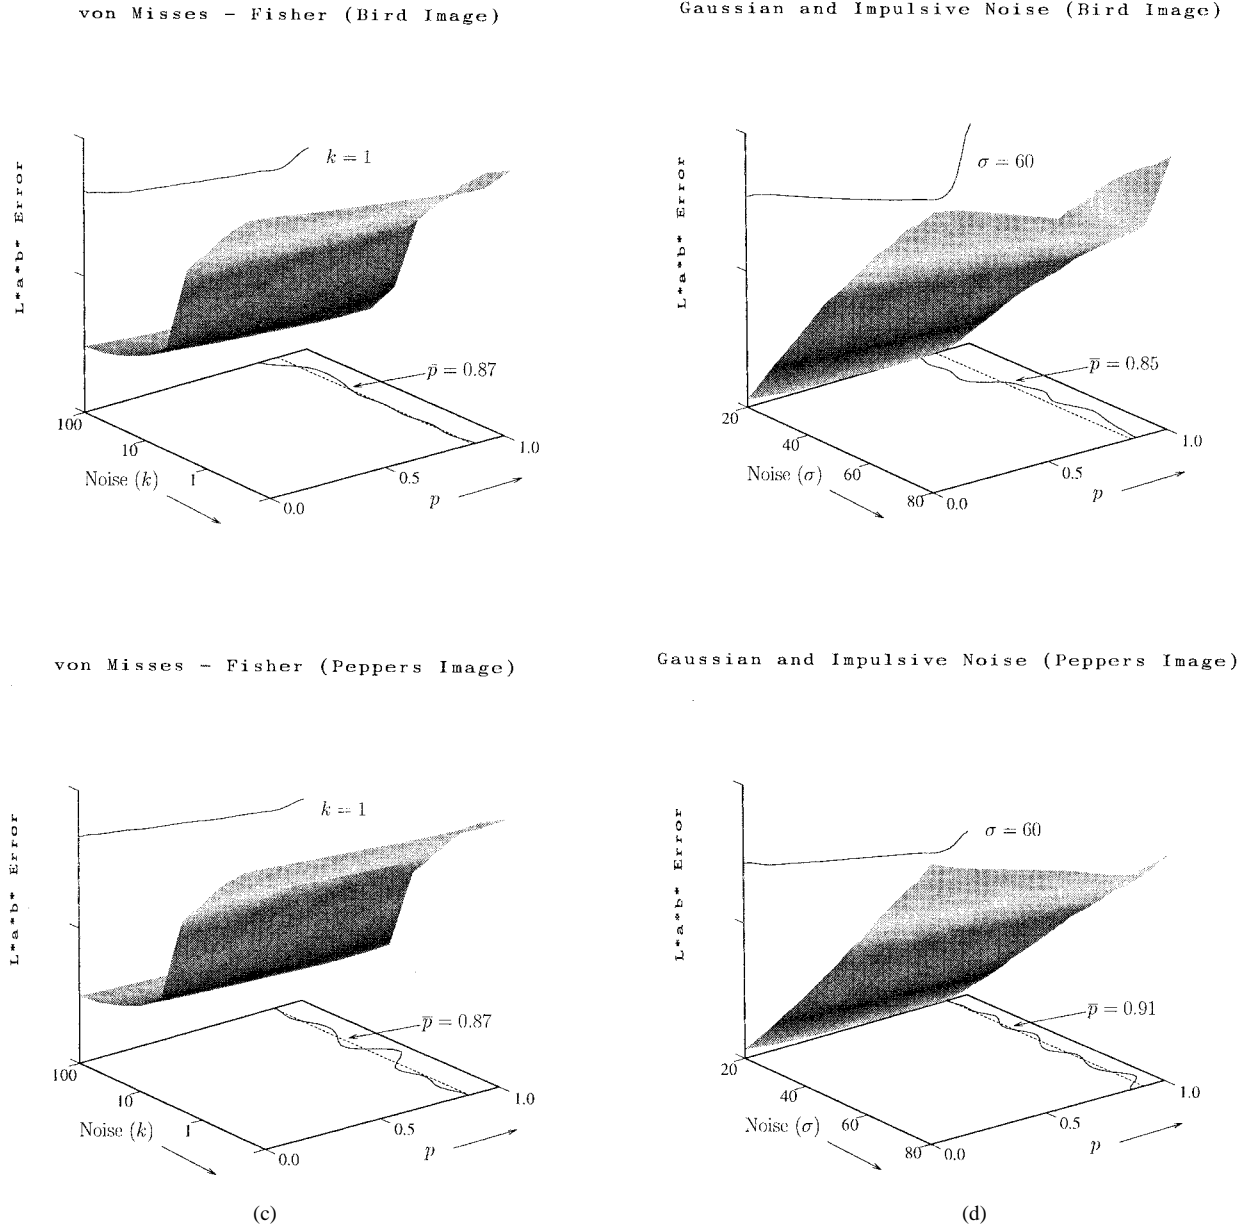 von Misses - Fisher (Bird Image)
L*a*b* Error
k = 1
p̄ = 0.87
100
10
1
Noise (k)
0.0
0.5
1.0
p
Gaussian and Impulsive Noise (Bird Image)
L*a*b* Error
σ = 60
p̄ = 0.85
20
40
60
80
Noise (σ)
0.0
0.5
1.0
p
von Misses - Fisher (Peppers Image)
L*a*b* Error
k = 1
p̄ = 0.87
100
10
1
Noise (k)
0.0
0.5
1.0
p
(c)
Gaussian and Impulsive Noise (Peppers Image)
L*a*b* Error
σ = 60
p̄ = 0.91
20
40
60
80
Noise (σ)
0.0
0.5
1.0
p
(d)